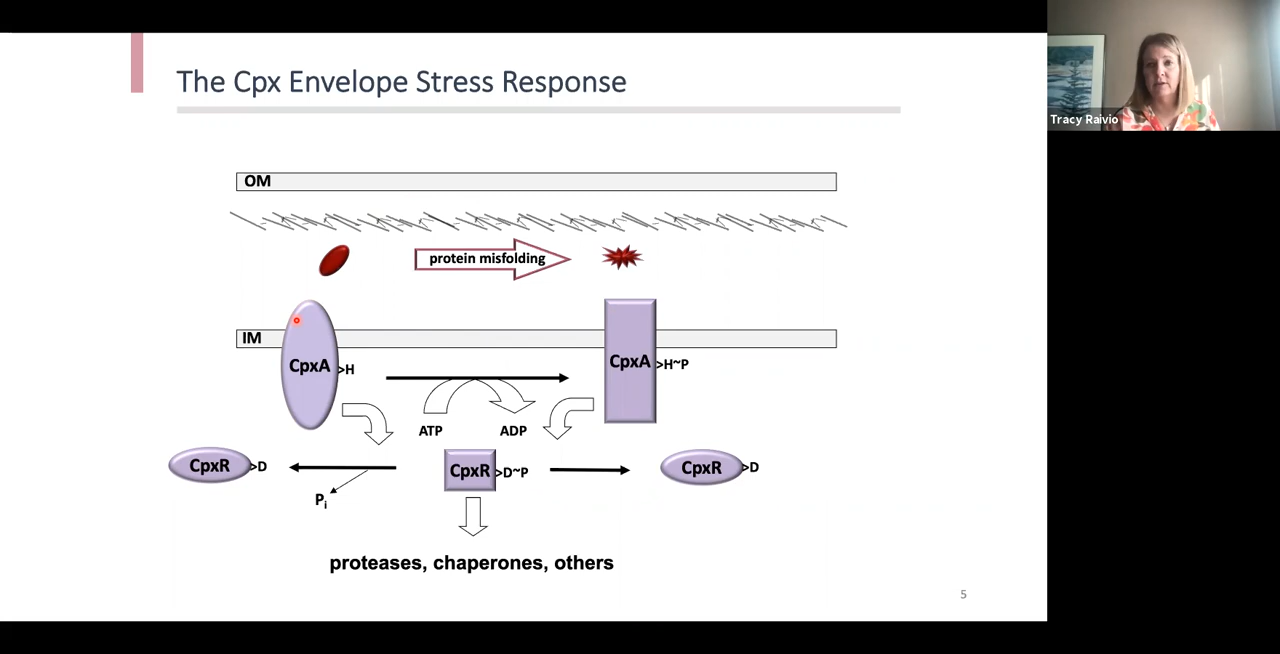 The Cpx Envelope Stress Response
Tracy Raivio
OM
protein misfolding
IM
CpxA >H
CpxA >H~P
ATP
ADP
CpxR >D
CpxR >D~P
CpxR >D
Pi
proteases, chaperones, others
5